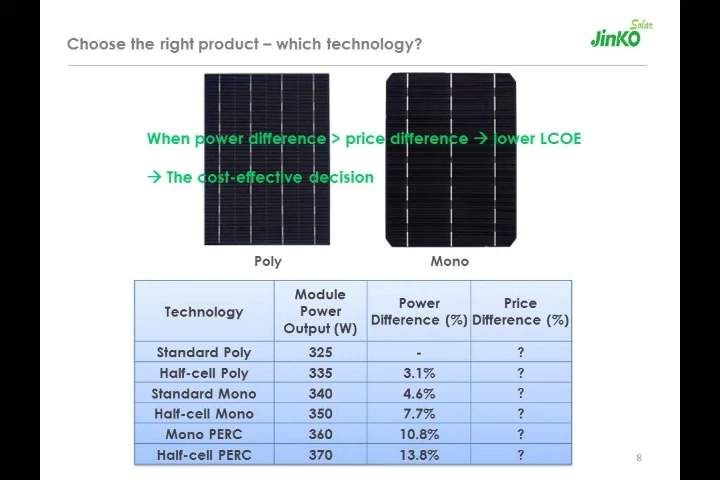 Choose the right product – which technology?
Solar
JinKO
When power difference > price difference → lower LCOE
→ The cost-effective decision
Poly
Mono
Technology
Module Power Output (W)
Power Difference (%)
Price Difference (%)
Standard Poly 325 - ?
Half-cell Poly 335 3.1% ?
Standard Mono 340 4.6% ?
Half-cell Mono 350 7.7% ?
Mono PERC 360 10.8% ?
Half-cell PERC 370 13.8% ?
8